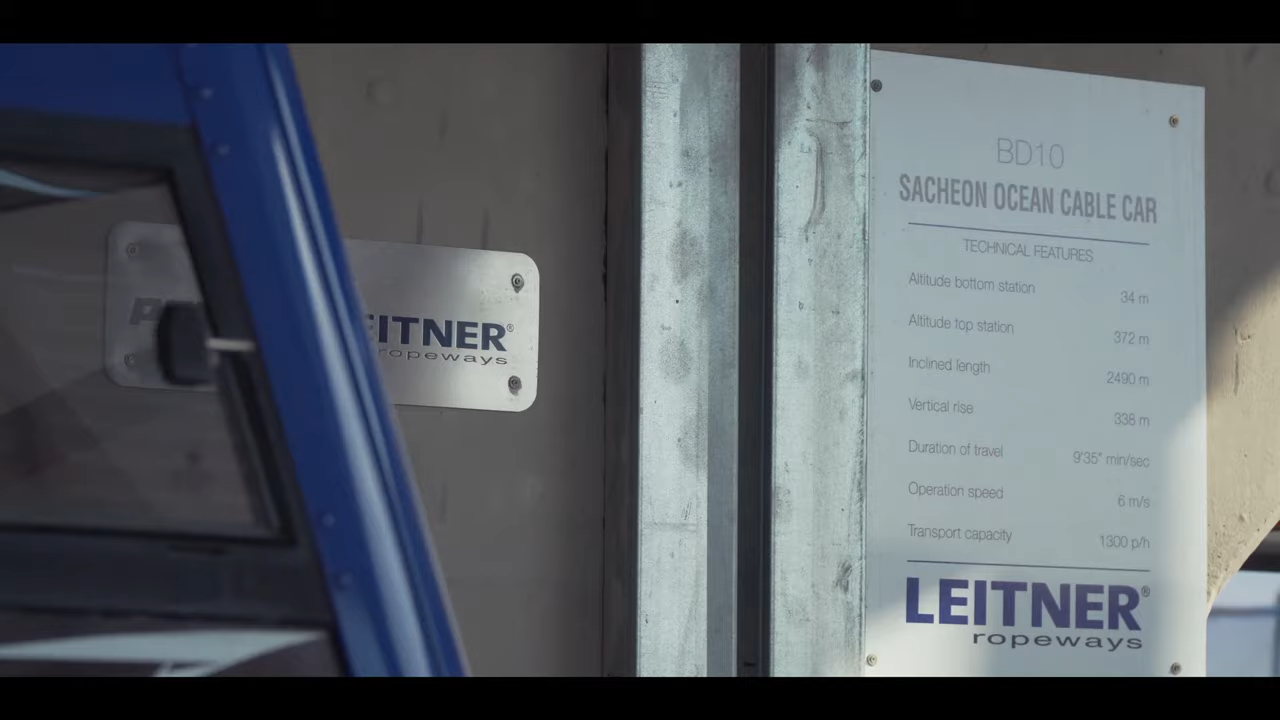 EITNER®
ropeways
BD10
SACHEON OCEAN CABLE CAR
TECHNICAL FEATURES
Altitude bottom station 34 m
Altitude top station 372 m
Inclined length 2490 m
Vertical rise 338 m
Duration of travel 9'35" min/sec
Operation speed 6 m/s
Transport capacity 1300 p/h
LEITNER®
ropeways